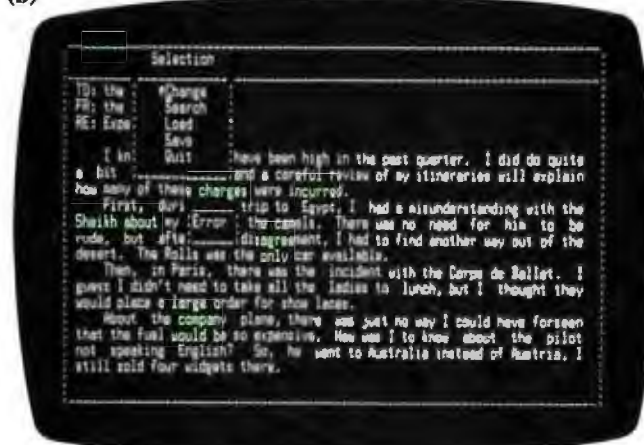 (B)
Selection
TO: the
FR: the
RE: Expe
#Change
Search
Load
Save
Quit
I kn have been high in the past quarter. I did do quite
a bit and a careful review of my itineraries will explain
how many of these charges were incurred.
First, duri trip to Egypt, I had a misunderstanding with the
Sheikh about my Error the camels. There was no need for him to be
rude, but afte disagreement, I had to find another way out of the
desert. The Rolls was the only car available.
Then, in Paris, there was the incident with the Corps de Ballet. I
guess I didn't need to take all the ladies to lunch, but I thought they
would place a large order for shoe laces.
About the company plane, there was just no way I could have forseen
that the fuel would be so expensive. How was I to know about the pilot
not speaking English? So, he went to Australia instead of Austria, I
still sold four widgets there.